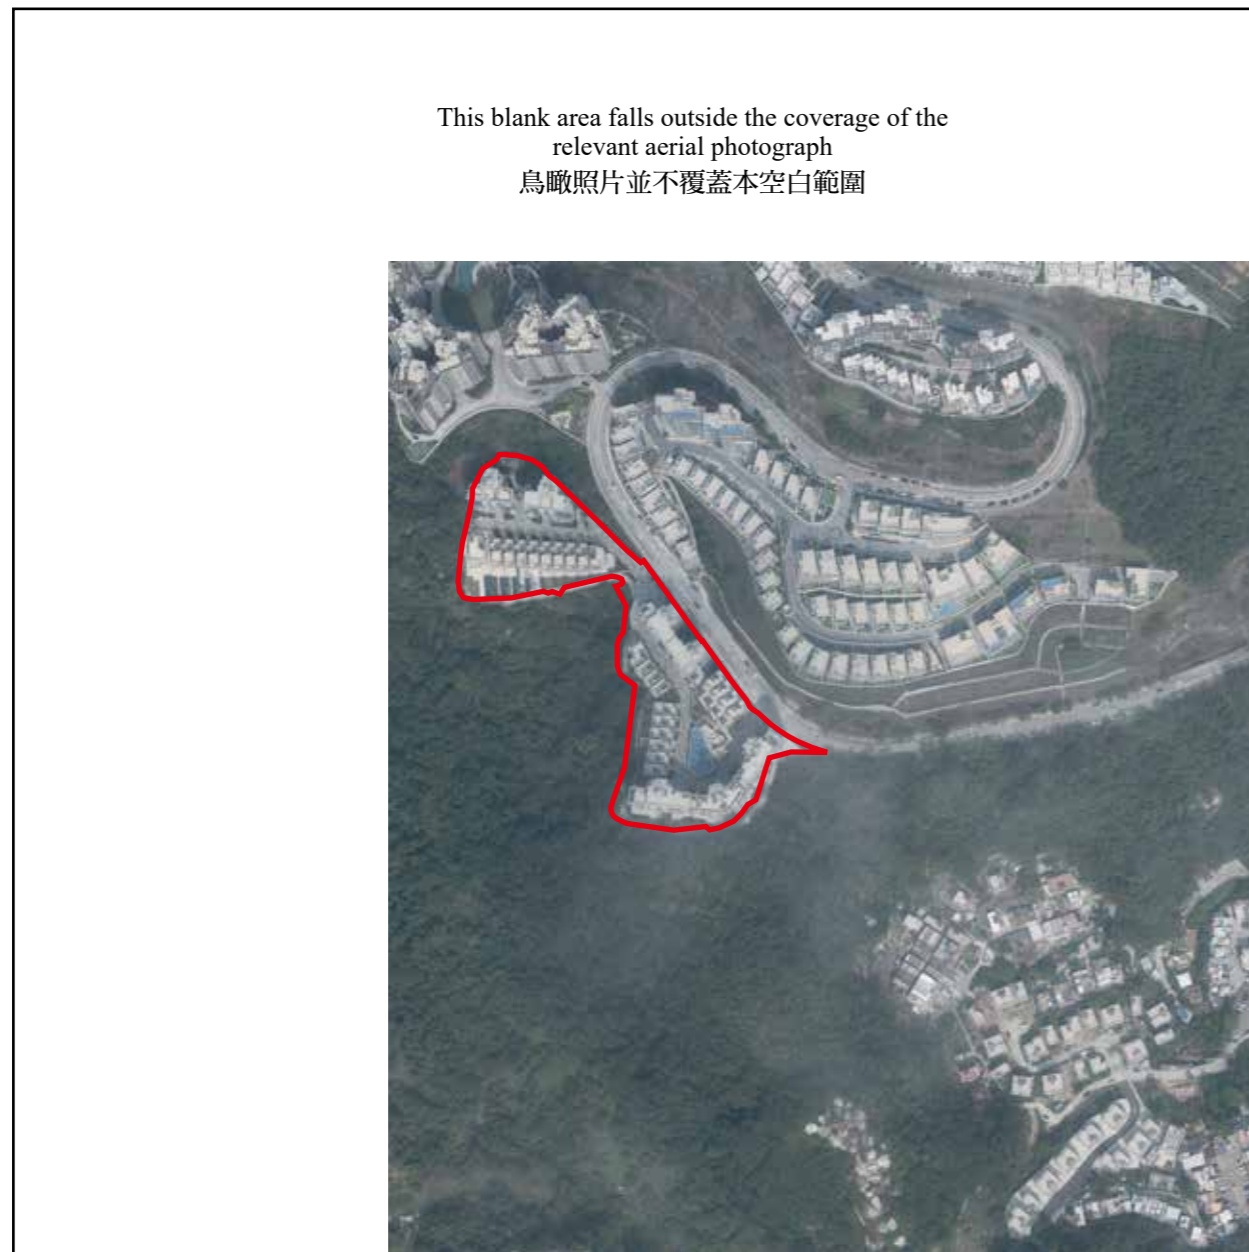 This blank area falls outside the coverage of the
relevant aerial photograph
鳥瞰照片並不覆蓋本空白範圍